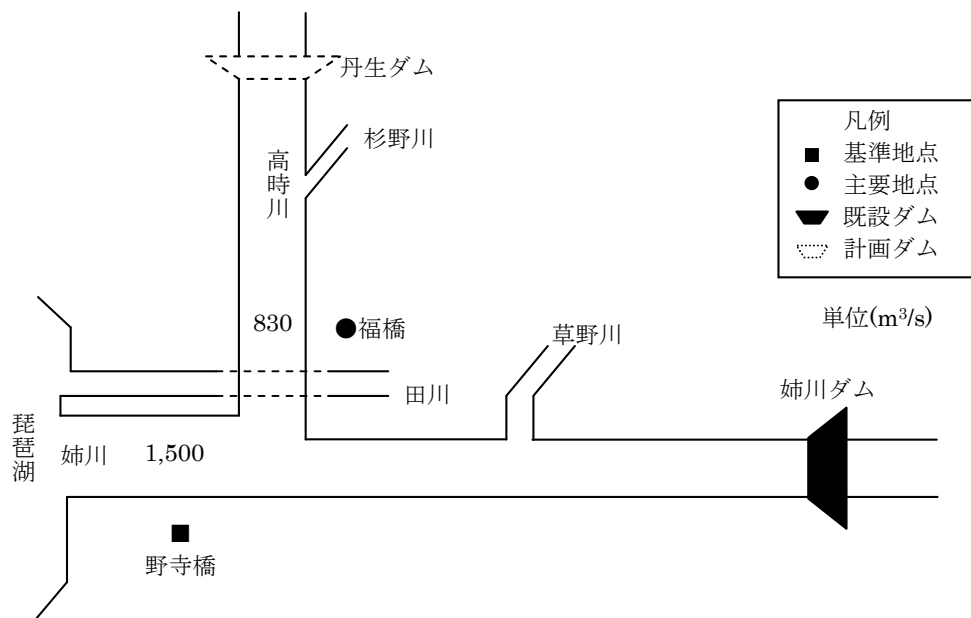 丹生ダム
杉野川
高時川
凡例
基準地点
主要地点
既設ダム
計画ダム
単位(m³/s)
830
福橋
草野川
田川
姉川ダム
琵琶湖
姉川
1,500
野寺橋